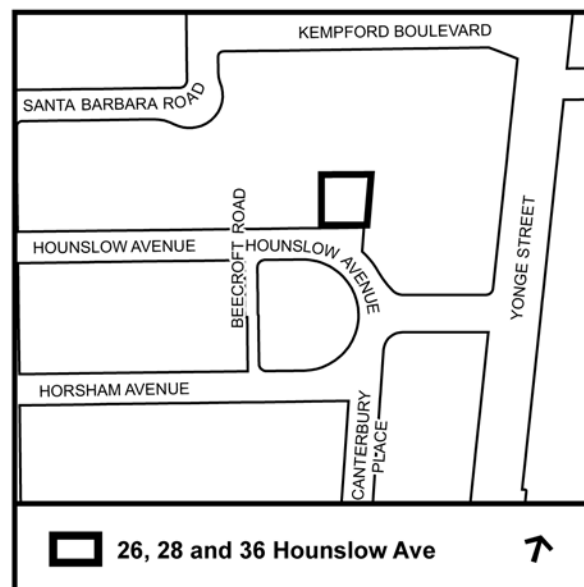 KEMPFORD BOULEVARD
SANTA BARBARA ROAD
BEECROFT ROAD
HOUNSLOW AVENUE
HOUNSLOW AVENUE
YONGE STREET
HORSHAM AVENUE
CANTERBURY
PLACE
26, 28 and 36 Hounslow Ave